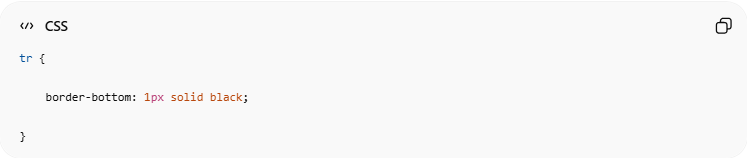 CSS
tr {
border-bottom: 1px solid black;
}